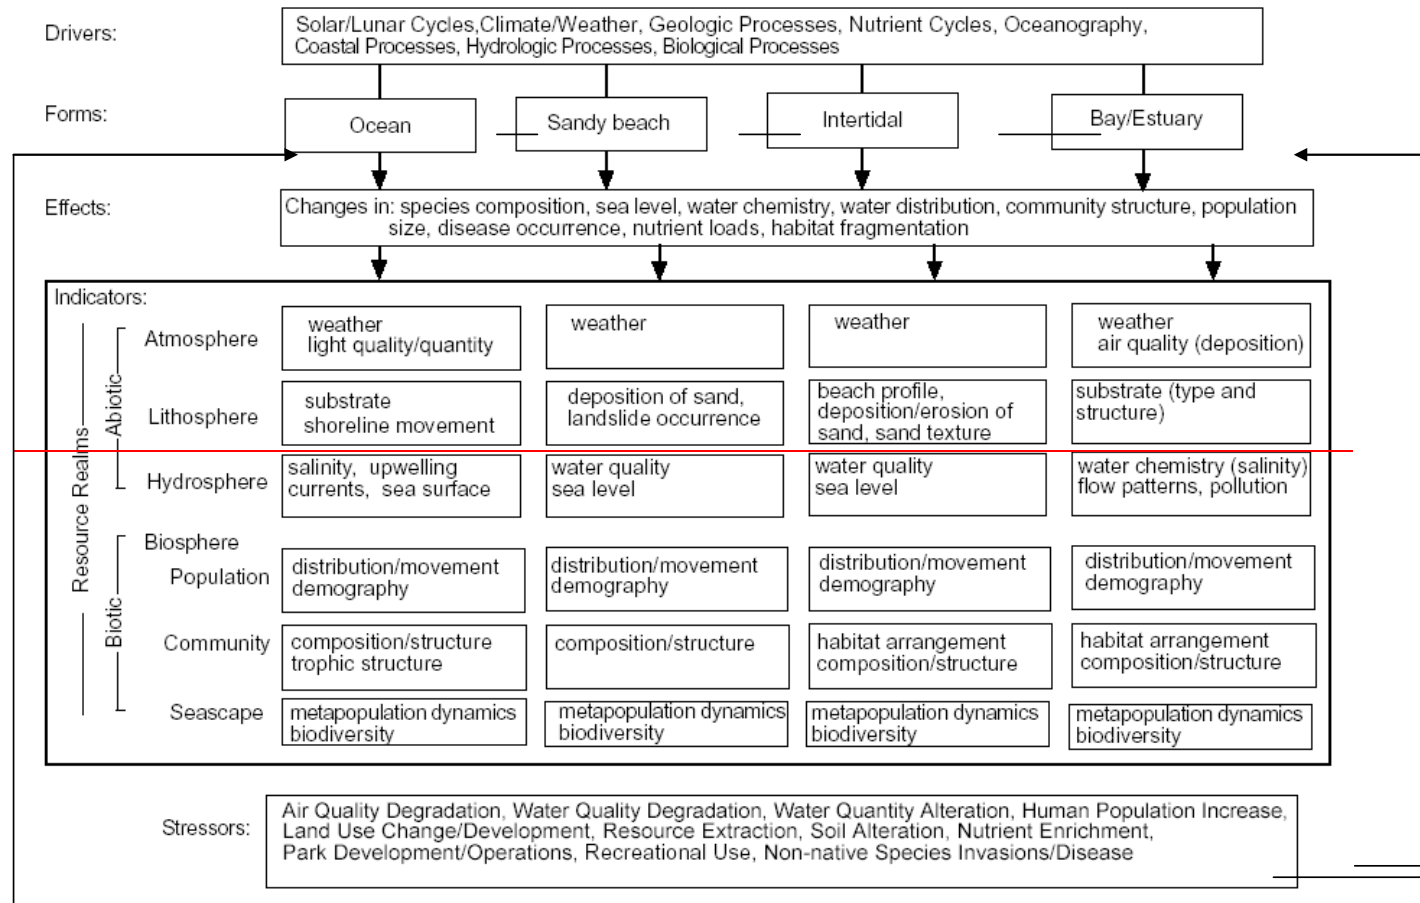 Drivers:
Solar/Lunar Cycles,Climate/Weather, Geologic Processes, Nutrient Cycles, Oceanography,
Coastal Processes, Hydrologic Processes, Biological Processes
Forms:
Ocean
Sandy beach
Intertidal
Bay/Estuary
Effects:
Changes in: species composition, sea level, water chemistry, water distribution, community structure, population
size, disease occurrence, nutrient loads, habitat fragmentation
Indicators:
Resource Realms
Abiotic
Atmosphere
weather
light quality/quantity
weather
weather
weather
air quality (deposition)
Lithosphere
substrate
shoreline movement
deposition of sand,
landslide occurrence
beach profile,
deposition/erosion of
sand, sand texture
substrate (type and
structure)
Hydrosphere
salinity, upwelling
currents, sea surface
water quality
sea level
water quality
sea level
water chemistry (salinity)
flow patterns, pollution
Biotic
Biosphere
Population
distribution/movement
demography
distribution/movement
demography
distribution/movement
demography
distribution/movement
demography
Community
composition/structure
trophic structure
composition/structure
habitat arrangement
composition/structure
habitat arrangement
composition/structure
Seascape
metapopulation dynamics
biodiversity
metapopulation dynamics
biodiversity
metapopulation dynamics
biodiversity
metapopulation dynamics
biodiversity
Stressors:
Air Quality Degradation, Water Quality Degradation, Water Quantity Alteration, Human Population Increase,
Land Use Change/Development, Resource Extraction, Soil Alteration, Nutrient Enrichment,
Park Development/Operations, Recreational Use, Non-native Species Invasions/Disease